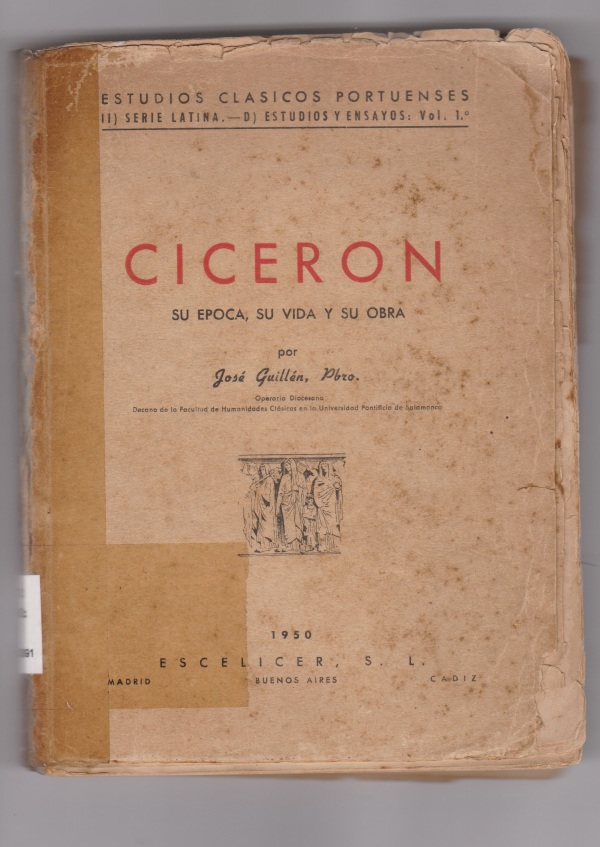 ESTUDIOS CLASICOS PORTUENSES
II) SERIE LATINA.—D) ESTUDIOS Y ENSAYOS: Vol. 1.º
CICERON
SU EPOCA, SU VIDA Y SU OBRA
por
José Guillén, Pbro.
Operario Diocesano
Decano de la Facultad de Humanidades Clásicas en la Universidad Pontificia de Salamanca
1950
ESCELICER, S. L.
MADRID BUENOS AIRES CADIZ